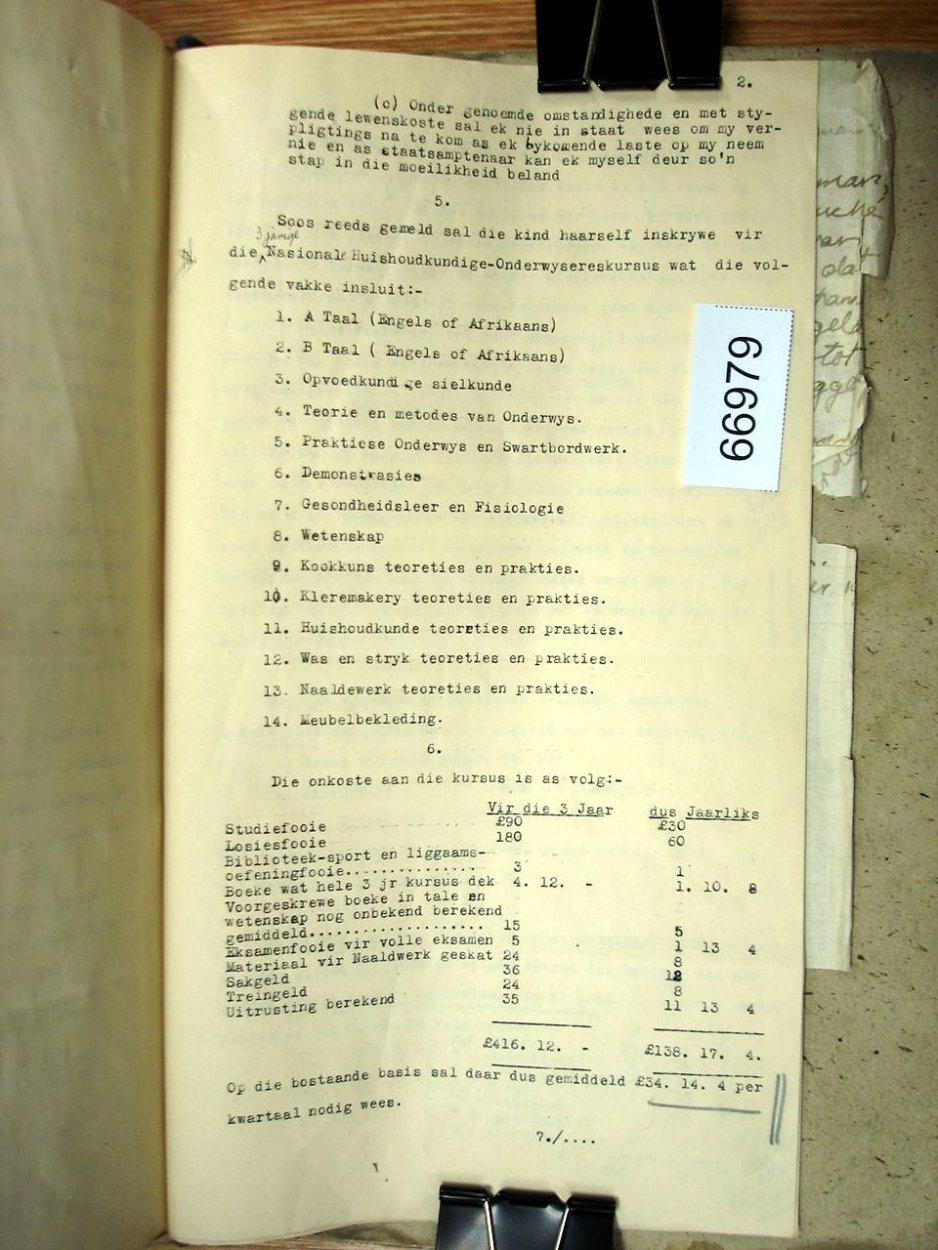 2.
(c) Onder genoemde omstandighede en met sty-
gende lewenskoste sal ek nie in staat wees om my ver-
pligtings na te kom as ek bykomende laste op my neem
nie en as staatsamptenaar kan ek myself deur so'n
stap in die moeilikheid beland
5.
Soos reeds gemeld sal die kind haarself inskrywe vir
3 jarige
die Nasionale Huishoudkundige-Onderwysereskursus wat die vol-
gende vakke insluit:-
1. A Taal (Engels of Afrikaans)
2. B Taal ( Engels of Afrikaans)
3. Opvoedkundige sielkunde
4. Teorie en metodes van Onderwys.
5. Praktiese Onderwys en Swartbordwerk.
6. Demonstrasies
7. Gesondheidsleer en Fisiologie
8. Wetenskap
9. Kookkuns teoreties en prakties.
10. Kleremakery teoreties en prakties.
11. Huishoudkunde teoreties en prakties.
12. Was en stryk teoreties en prakties.
13. Naaldewerk teoreties en prakties.
14. Meubelbekleding.
6.
Die onkoste aan die kursus is as volg:-
Vir die 3 Jaar dus Jaarliks
Studiefooie £90 £30
Losiesfooie 180 60
Biblioteek-sport en liggaams-
oefeningfooie............... 3 1
Boeke wat hele 3 jr kursus dek 4. 12. - 1. 10. 8
Voorgeskrewe boeke in tale en
wetenskap nog onbekend berekend
gemiddeld..................... 15 5
Eksamenfooie vir volle eksamen 5 1 13 4
Materiaal vir Naaldwerk geskat 24 8
Sakgeld 36 12
Treingeld 24 8
Uitrusting berekend 35 11 13 4
£416. 12. - £138. 17. 4.
Op die bostaande basis sal daar dus gemiddeld £34. 14. 4 per
kwartaal nodig wees.
7./....
66979
dat
geld
tot